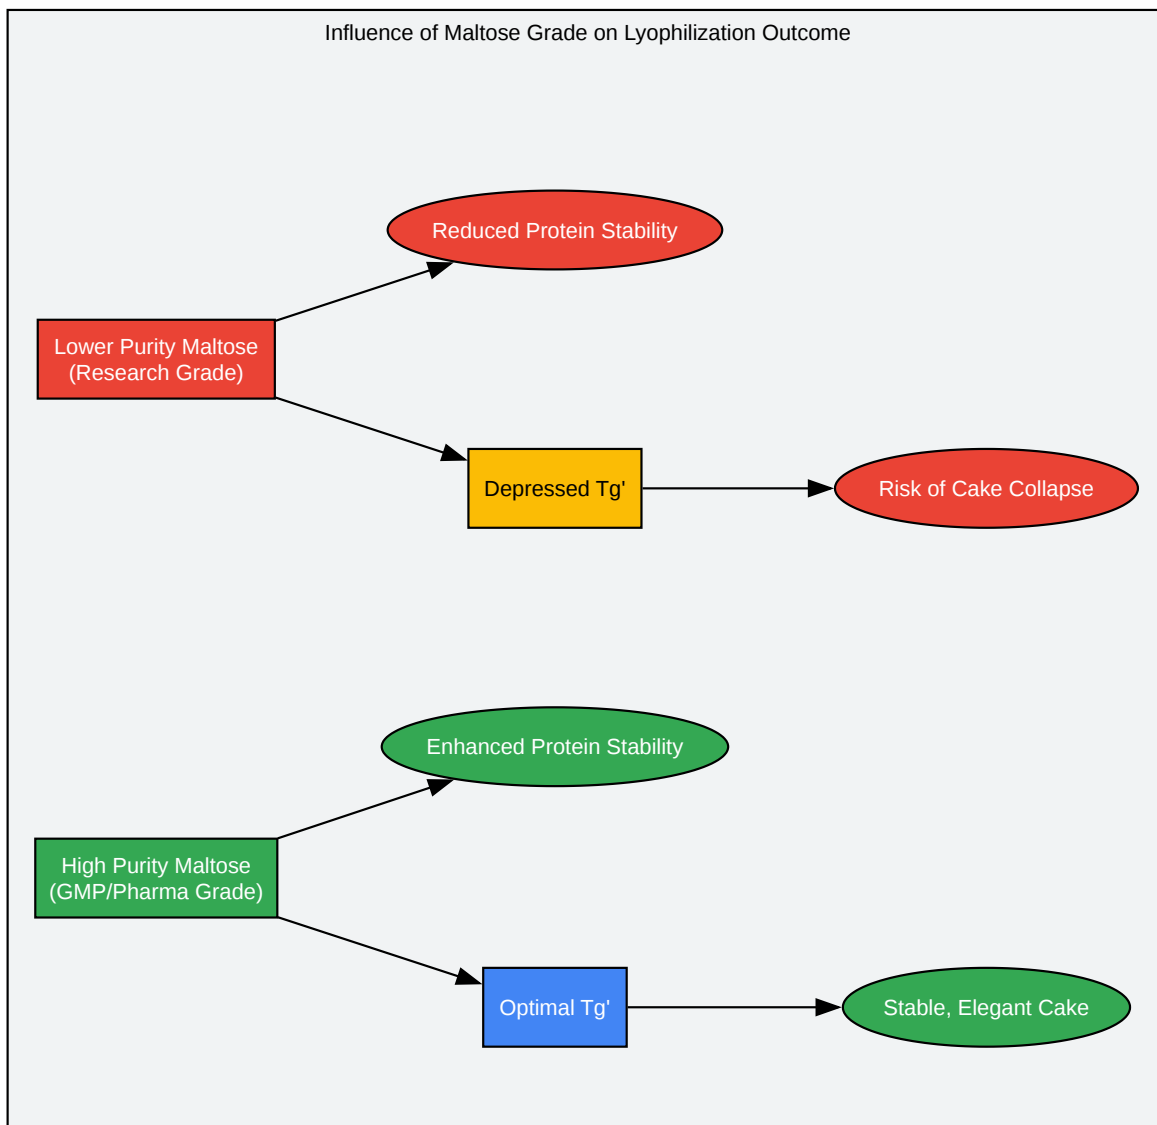 Influence of Maltose Grade on Lyophilization Outcome
Reduced Protein Stability
Lower Purity Maltose
(Research Grade)
Depressed Tg'
Risk of Cake Collapse
Enhanced Protein Stability
High Purity Maltose
(GMP/Pharma Grade)
Optimal Tg'
Stable, Elegant Cake